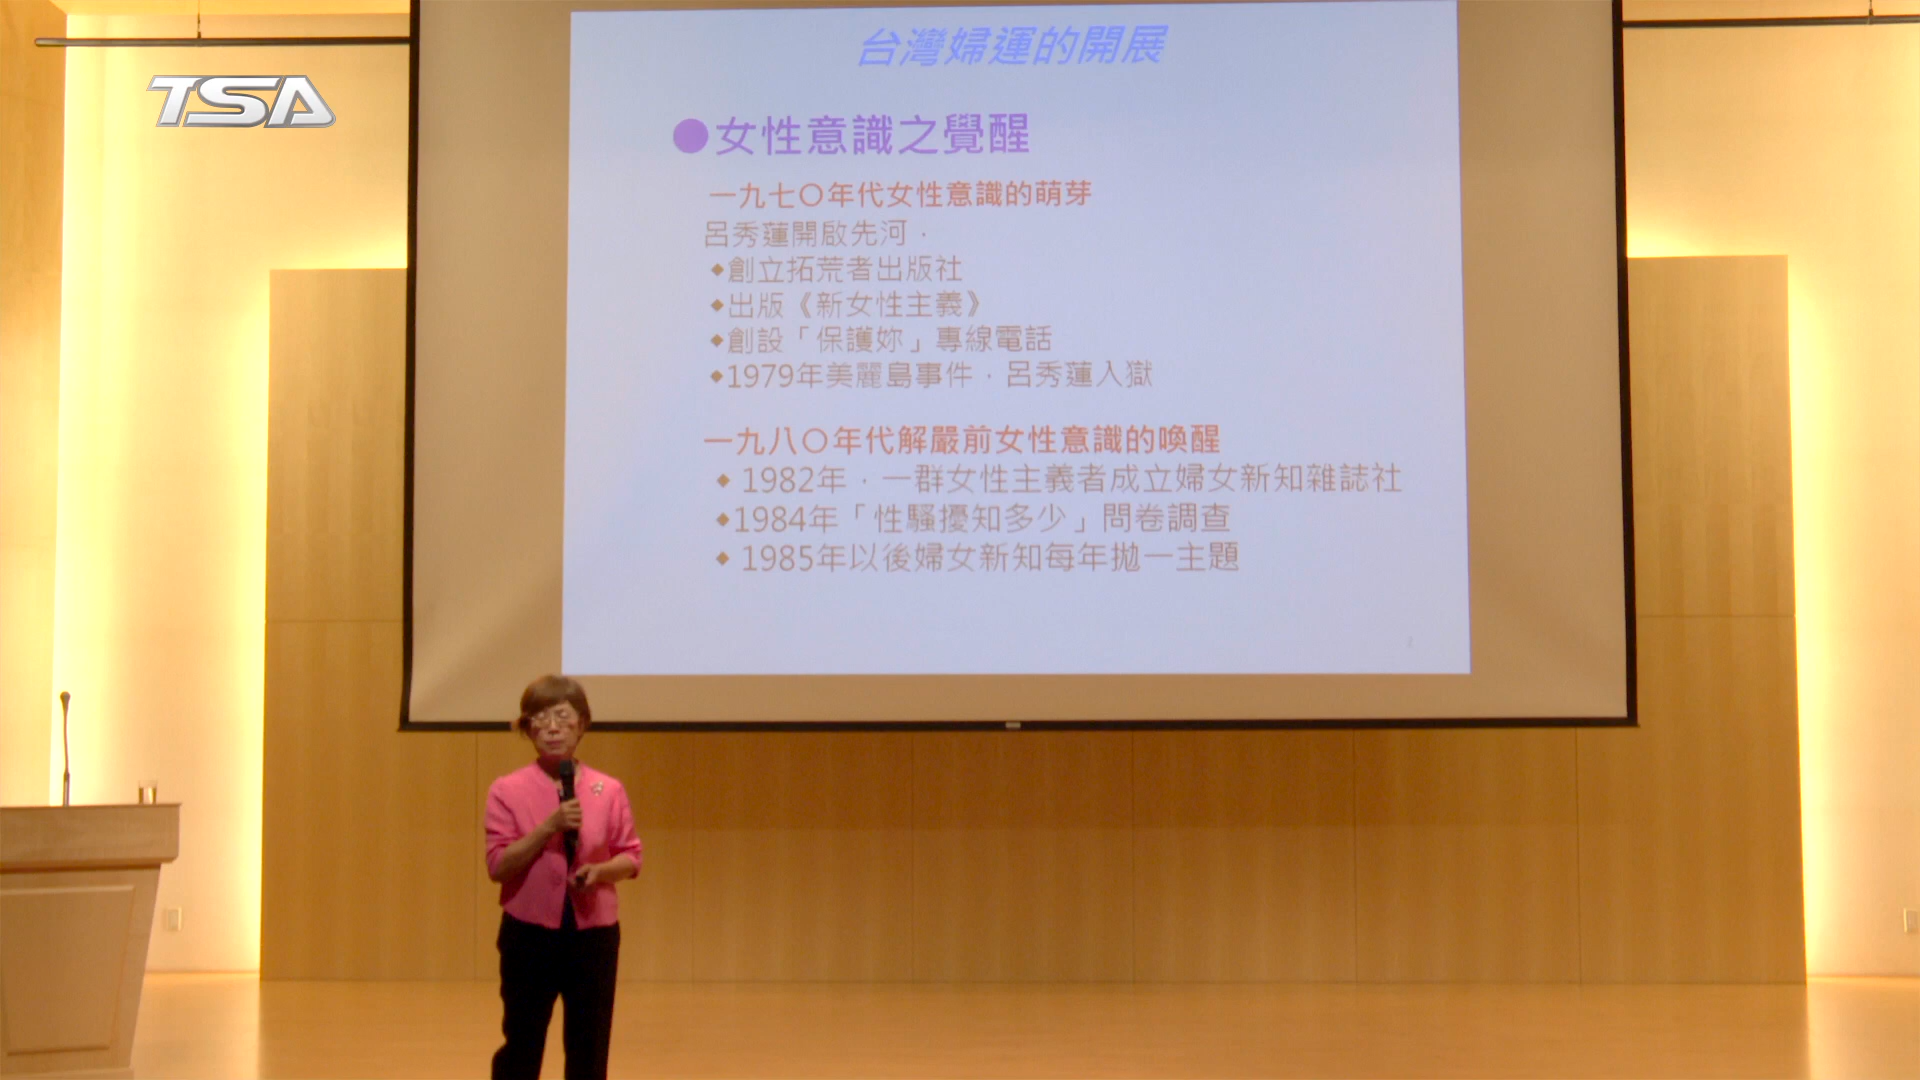 TSA
台灣婦運的開展
●女性意識之覺醒
一九七〇年代女性意識的萌芽
呂秀蓮開啟先河，
◆創立拓荒者出版社
◆出版《新女性主義》
◆創設「保護妳」專線電話
◆1979年美麗島事件，呂秀蓮入獄
一九八〇年代解嚴前女性意識的喚醒
◆ 1982年，一群女性主義者成立婦女新知雜誌社
◆1984年「性騷擾知多少」問卷調查
◆ 1985年以後婦女新知每年拋一主題
2